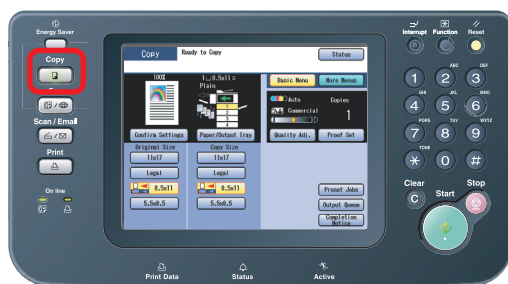 Energy Saver
Interrupt Function Reset
Copy
Scan / Email
Print
On line
Copy
Ready to Copy
Status
100%
1 8.5x11
Plain
Confirm Settings
Paper/Output Tray
Basic Menu
More Menus
Auto
Copies
Commercial
1
Quality Adj.
Proof Set
Original Size
Copy Size
11x17
11x17
Legal
Legal
8.5x11
8.5x11
5.5x8.5
5.5x8.5
Preset Jobs
Output Queue
Completion
Notice
ABC DEF
1 2 3
GHI JKL MNO
4 5 6
PQRS TUV WXYZ
7 8 9
TONE
* 0 #
Clear
Start
Stop
C
Print Data
Status
Active